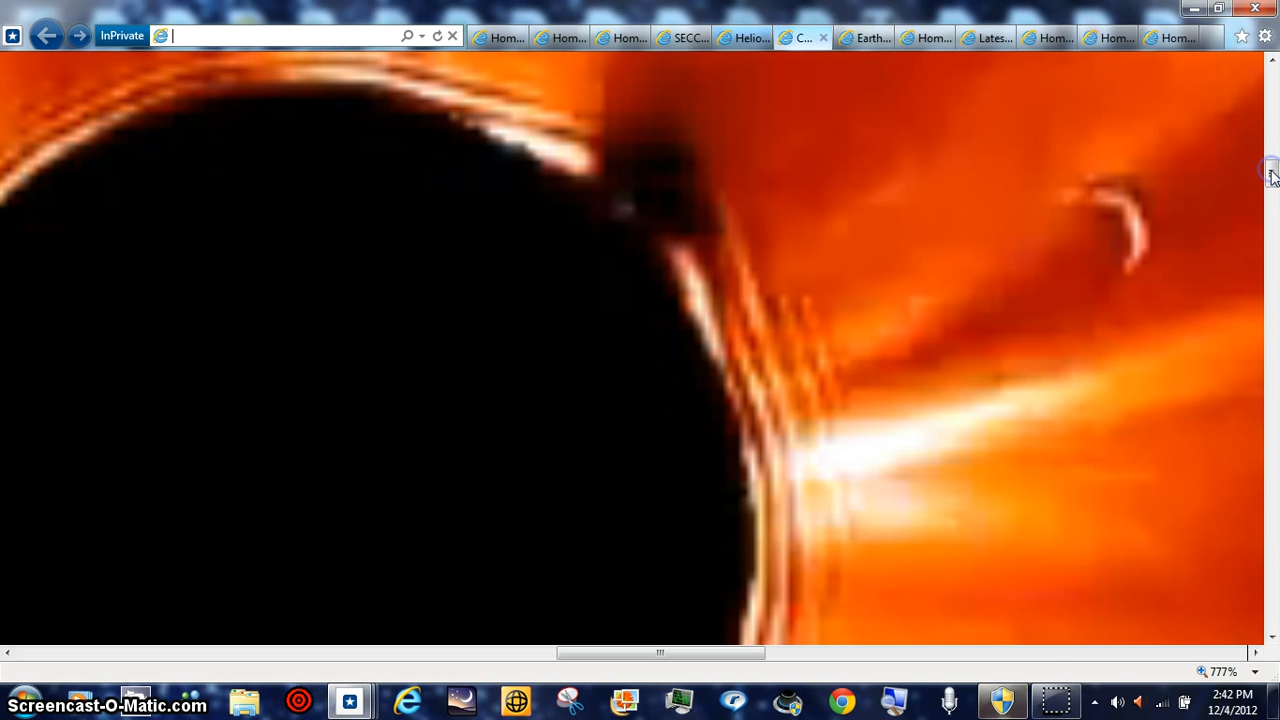 InPrivate
Hom... Hom... Hom... SECC... Helio... C... Earth... Hom... Lates... Hom... Hom... Hom...
777%
2:42 PM
12/4/2012
Screencast-O-Matic.com